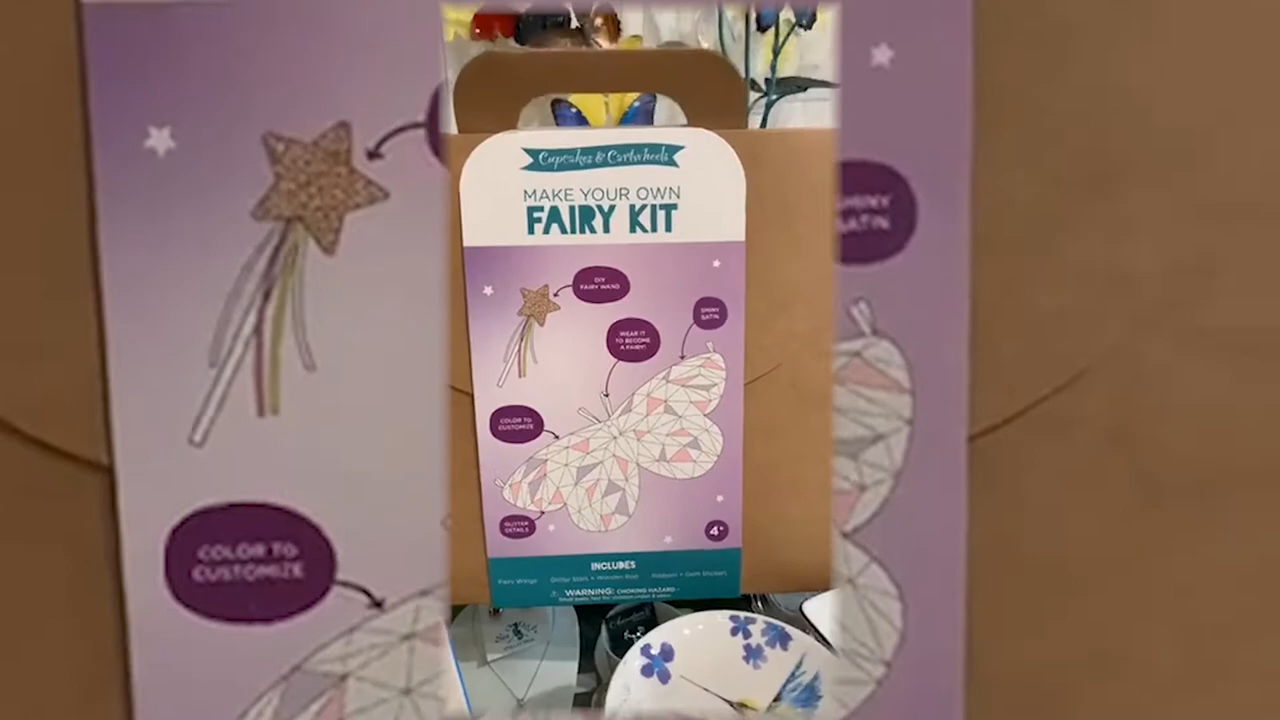 Cupcakes & Cartwheels
MAKE YOUR OWN
FAIRY KIT
DIY
FAIRY WAND
SHINY
SATIN
WEAR IT
TO BECOME
A FAIRY!
COLOR TO
CUSTOMIZE
GLITTER
DETAILS
4+
INCLUDES
Fairy Wings Glitter Stars • Wooden Rod Ribbons • Gem Stickers
WARNING: CHOKING HAZARD -
COLOR TO
CUSTOMIZE
SHINY
SATIN